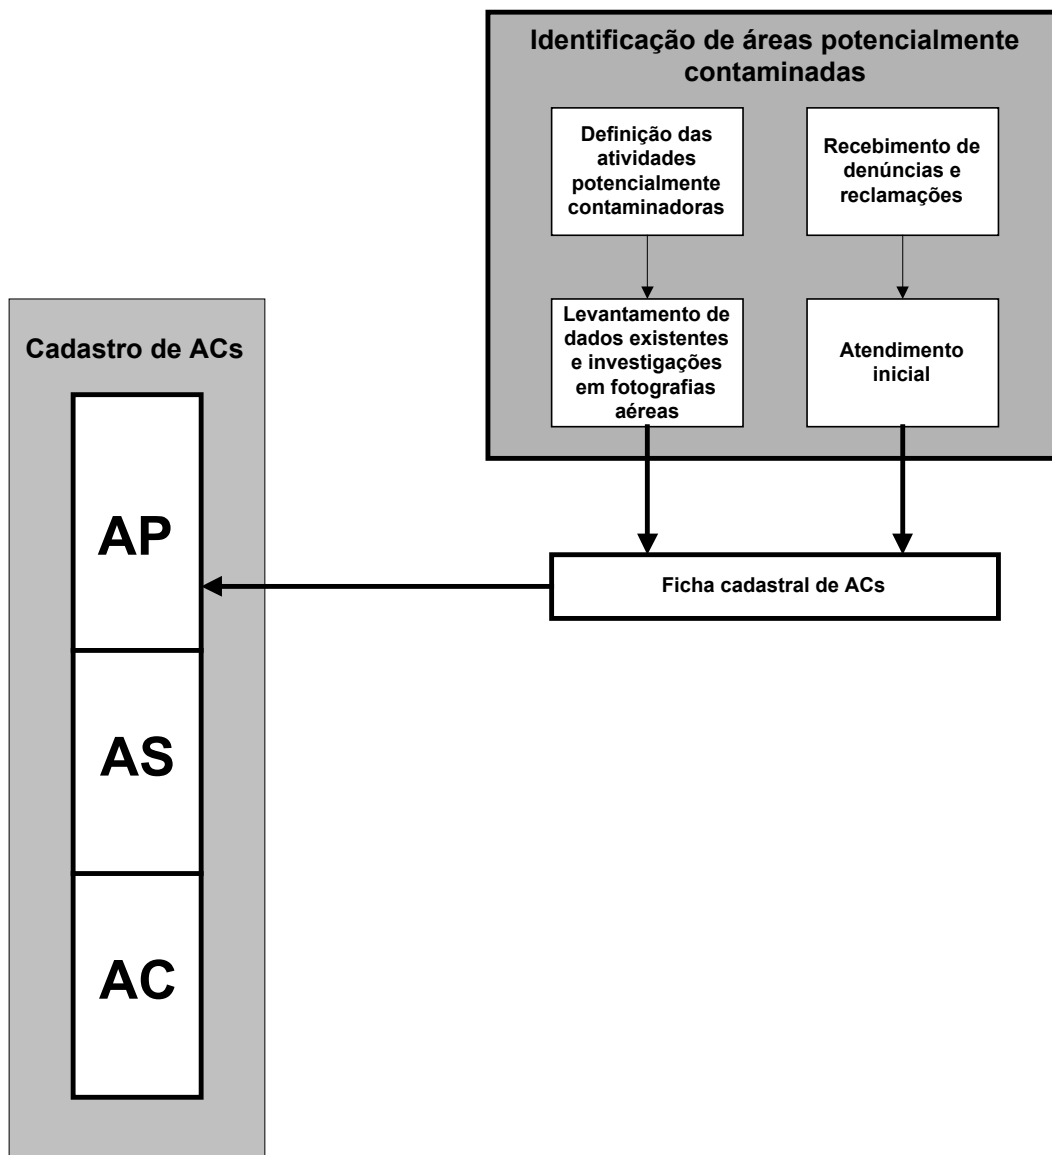 Identificação de áreas potencialmente
contaminadas
Definição das
atividades
potencialmente
contaminadoras
Recebimento de
denúncias e
reclamações
Levantamento de
dados existentes
e investigações
em fotografias
aéreas
Atendimento
inicial
Cadastro de ACs
AP
AS
AC
Ficha cadastral de ACs